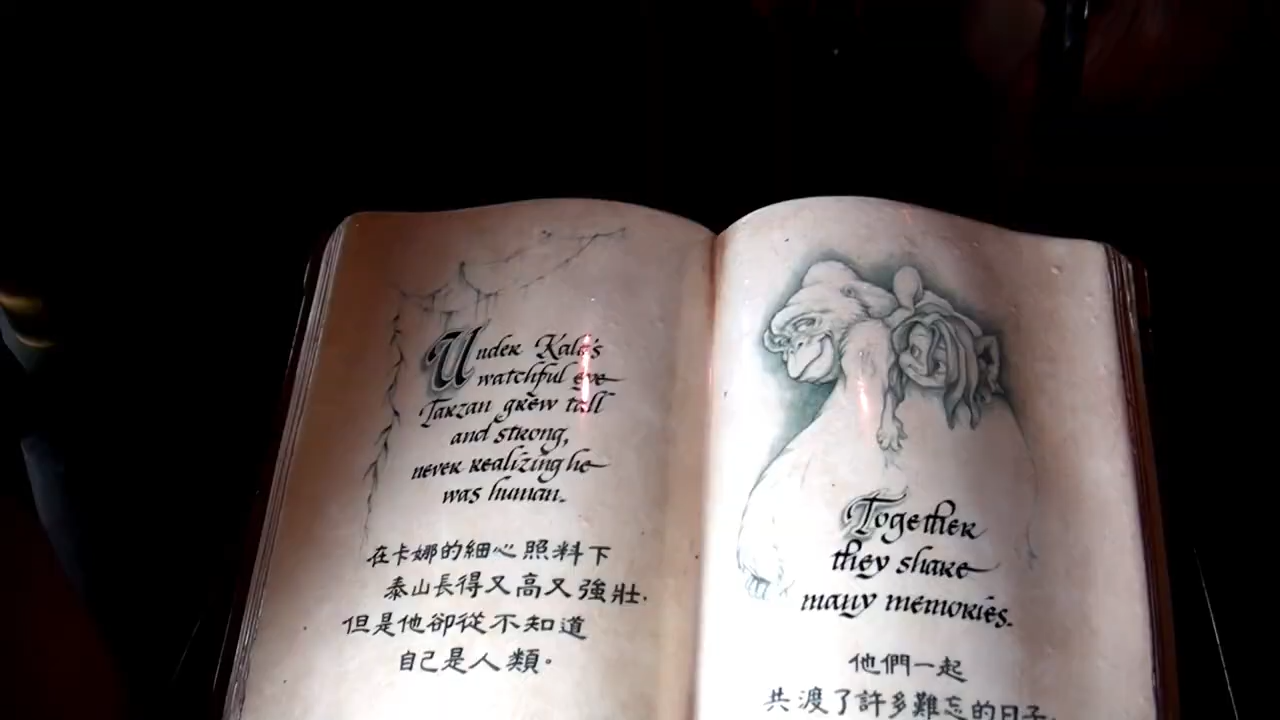 Under Kala's
watchful eye
Tarzan grew tall
and strong,
never realizing he
was human.
在卡娜的細心照料下
泰山長得又高又強壯.
但是他卻從不知道
自己是人類。
Together
they share
many memories.
他們一起
共渡了許多難忘的日子.